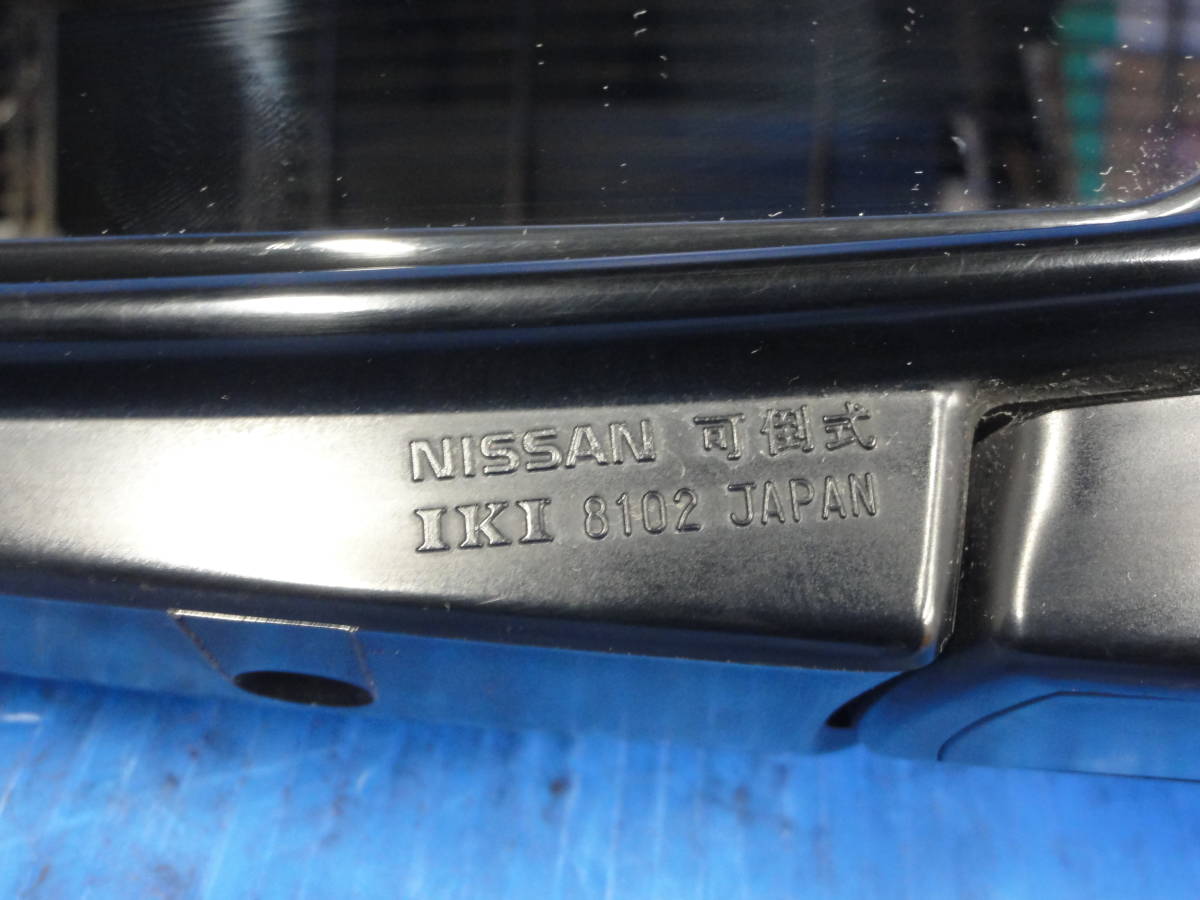 NISSAN 可倒式
IKI 8102 JAPAN